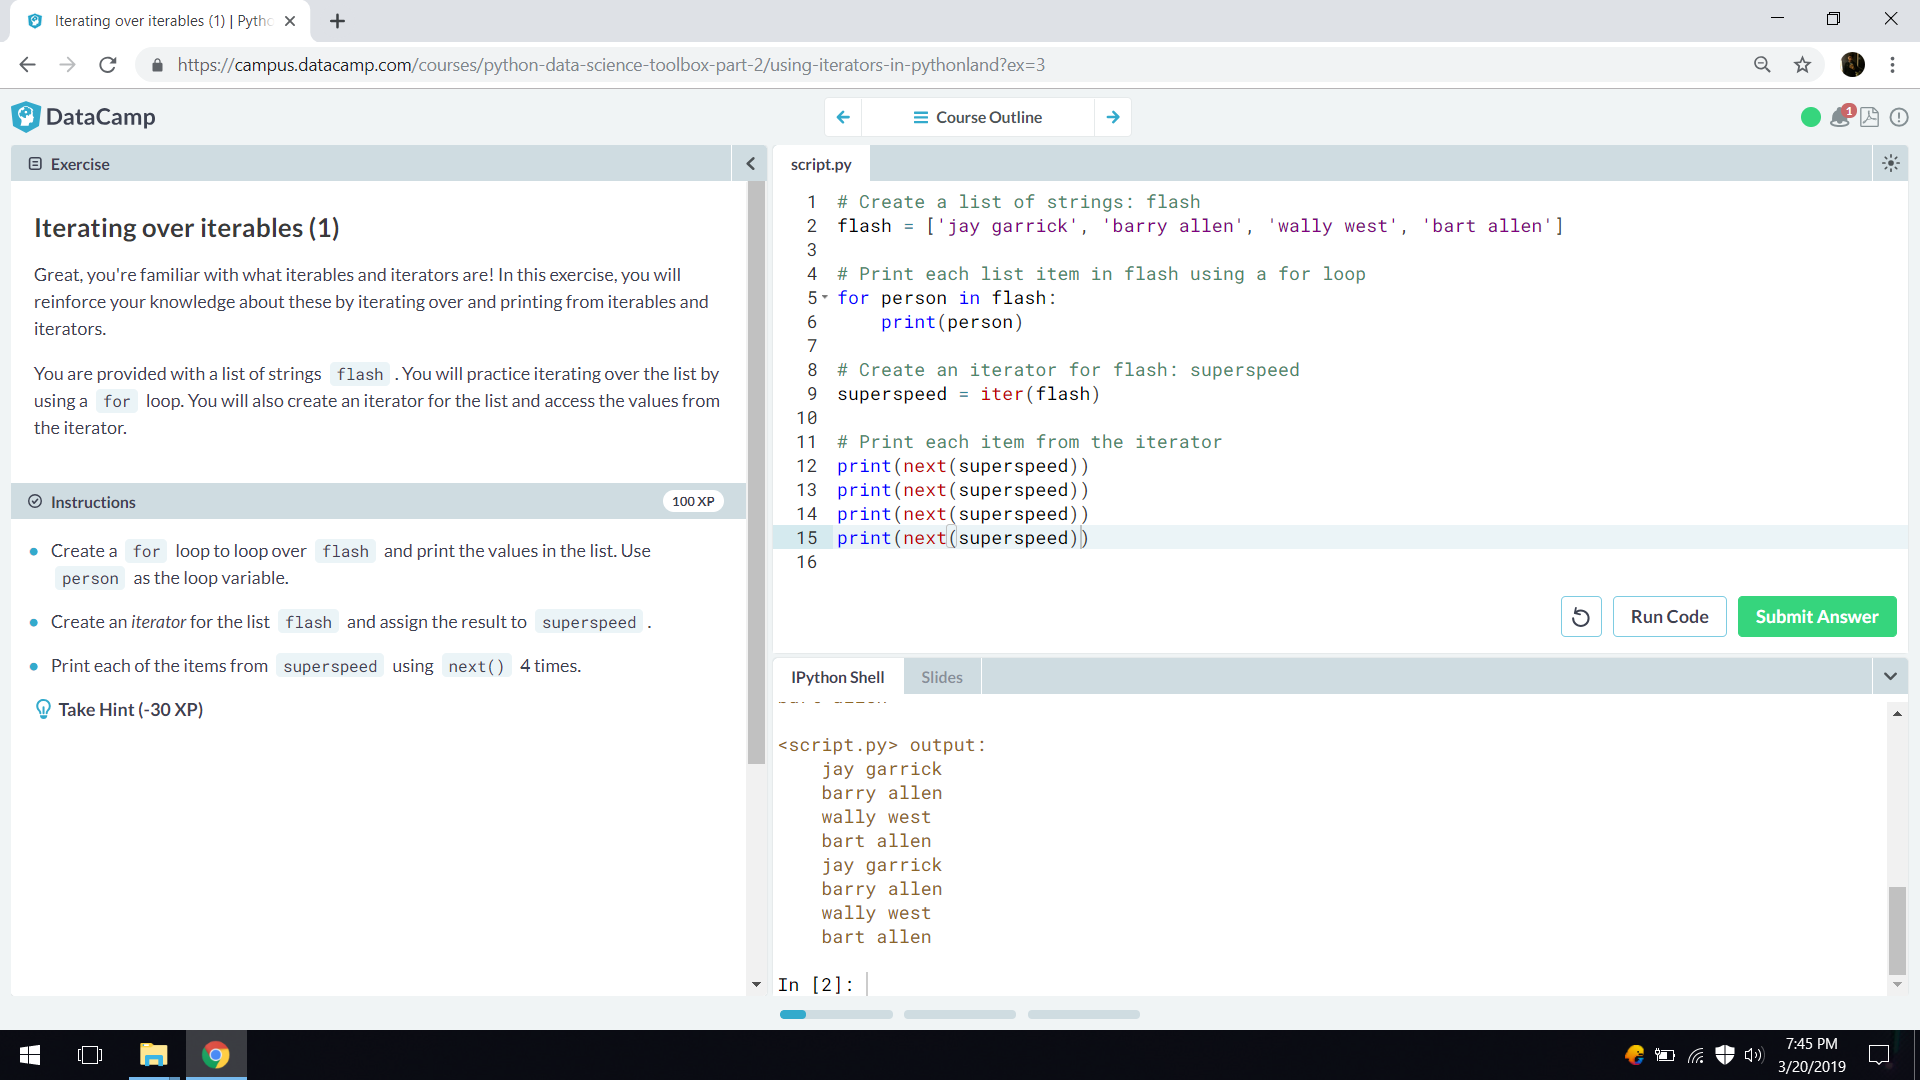 Iterating over iterables (1) | Pytho
https://campus.datacamp.com/courses/python-data-science-toolbox-part-2/using-iterators-in-pythonland?ex=3
DataCamp
Course Outline
1
Exercise
Iterating over iterables (1)
Great, you're familiar with what iterables and iterators are! In this exercise, you will
reinforce your knowledge about these by iterating over and printing from iterables and
iterators.
You are provided with a list of strings flash . You will practice iterating over the list by
using a for loop. You will also create an iterator for the list and access the values from
the iterator.
Instructions
100 XP
Create a for loop to loop over flash and print the values in the list. Use
person as the loop variable.
Create an iterator for the list flash and assign the result to superspeed .
Print each of the items from superspeed using next() 4 times.
Take Hint (-30 XP)
script.py
1 # Create a list of strings: flash
2 flash = ['jay garrick', 'barry allen', 'wally west', 'bart allen']
3
4 # Print each list item in flash using a for loop
5 for person in flash:
6 print(person)
7
8 # Create an iterator for flash: superspeed
9 superspeed = iter(flash)
10
11 # Print each item from the iterator
12 print(next(superspeed))
13 print(next(superspeed))
14 print(next(superspeed))
15 print(next(superspeed))
16
Run Code
Submit Answer
IPython Shell
Slides
<script.py> output:
jay garrick
barry allen
wally west
bart allen
jay garrick
barry allen
wally west
bart allen
In [2]:
7:45 PM
3/20/2019